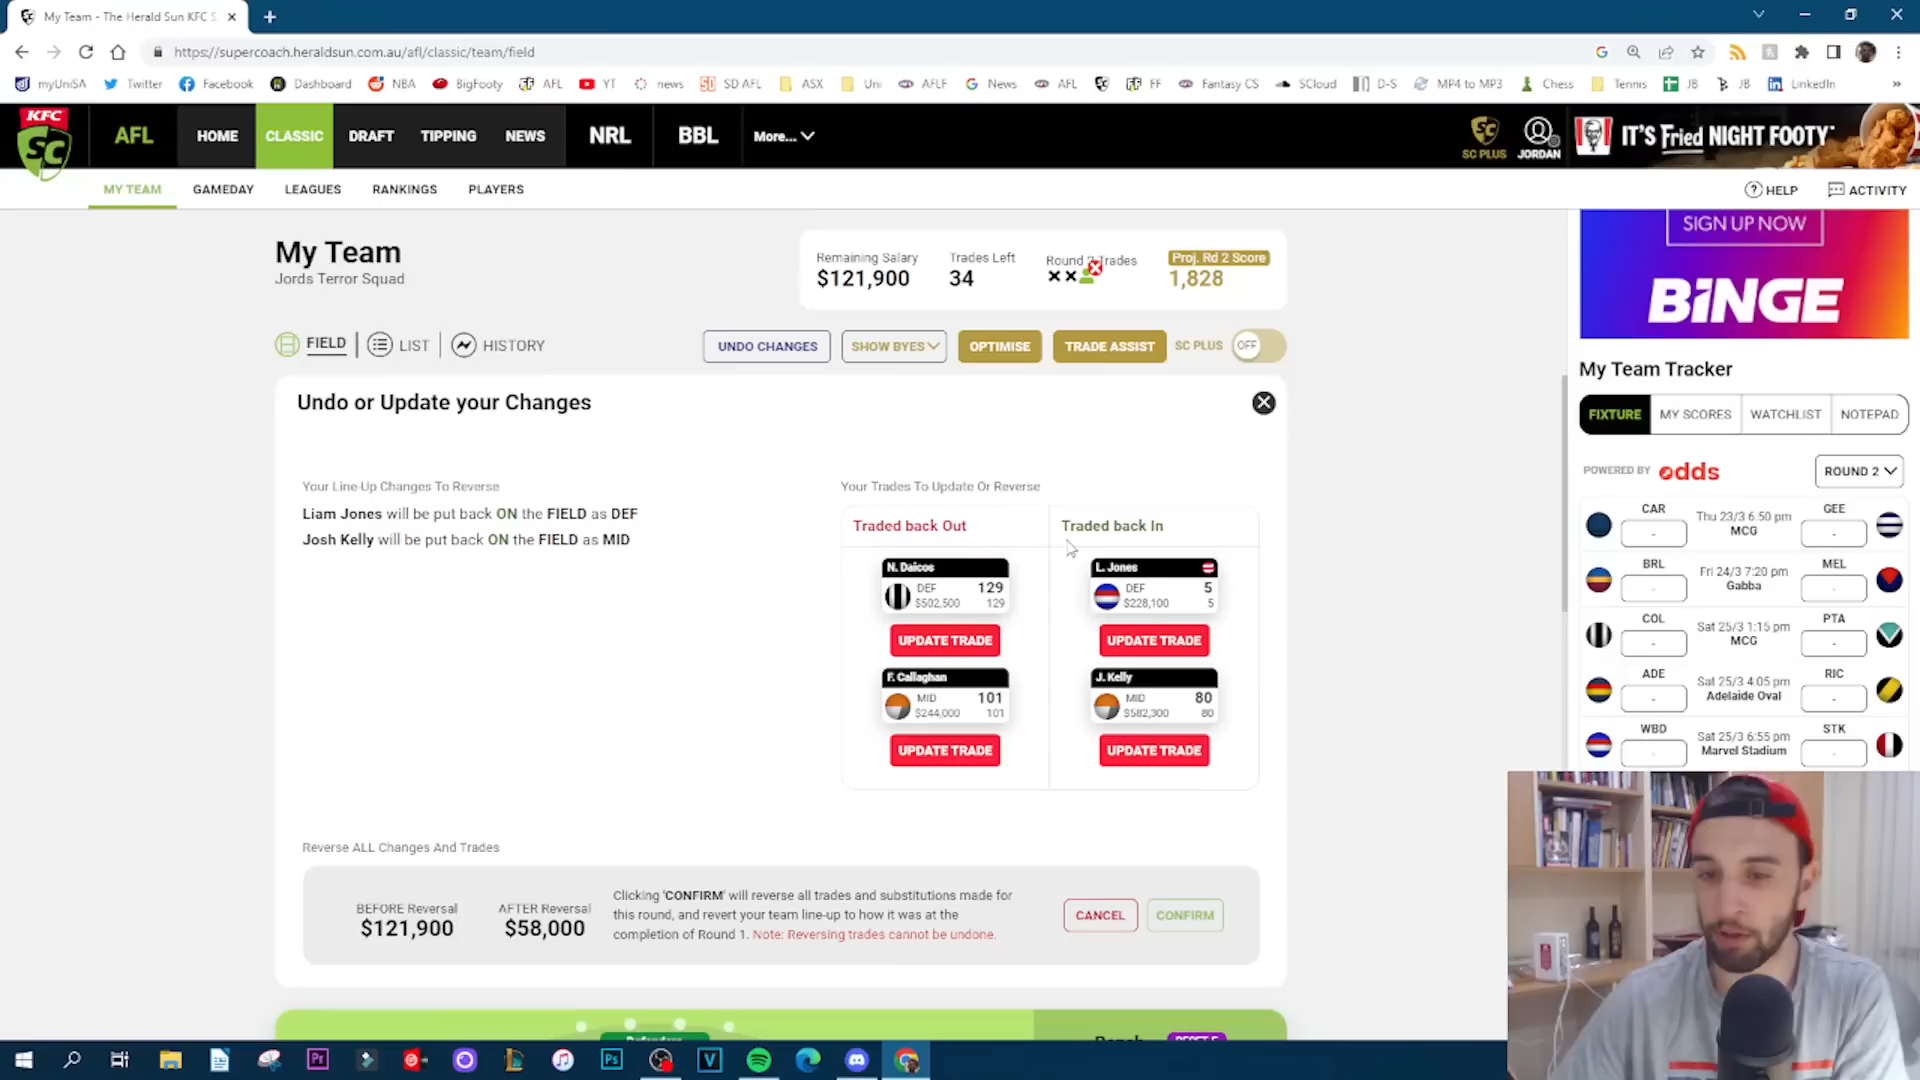 My Team - The Herald Sun KFC S
https://supercoach.heraldsun.com.au/afl/classic/team/field
myUniSA
Twitter
Facebook
Dashboard
NBA
BigFooty
AFL
YT
news
SD AFL
ASX
Uni
AFLF
News
AFL
FF
Fantasy CS
SCloud
D-S
MP4 to MP3
Chess
Tennis
JB
JB
LinkedIn
KFC
SC
AFL
HOME
CLASSIC
DRAFT
TIPPING
NEWS
NRL
BBL
More...
SC PLUS
JORDAN
IT'S Fried NIGHT FOOTY
MY TEAM
GAMEDAY
LEAGUES
RANKINGS
PLAYERS
HELP
ACTIVITY
My Team
Jords Terror Squad
Remaining Salary
$121,900
Trades Left
34
Round 2 Trades
Proj. Rd 2 Score
1,828
FIELD
LIST
HISTORY
UNDO CHANGES
SHOW BYES
OPTIMISE
TRADE ASSIST
SC PLUS
OFF
Undo or Update your Changes
Your Line-Up Changes To Reverse
Liam Jones will be put back ON the FIELD as DEF
Josh Kelly will be put back ON the FIELD as MID
Your Trades To Update Or Reverse
Traded back Out
Traded back In
N. Daicos
DEF
129
$502,500
129
UPDATE TRADE
L. Jones
DEF
5
$228,100
5
UPDATE TRADE
F. Callaghan
MID
101
$244,000
101
UPDATE TRADE
J. Kelly
MID
80
$582,300
80
UPDATE TRADE
Reverse ALL Changes And Trades
BEFORE Reversal
$121,900
AFTER Reversal
$58,000
Clicking 'CONFIRM' will reverse all trades and substitutions made for
this round, and revert your team line-up to how it was at the
completion of Round 1. Note: Reversing trades cannot be undone.
CANCEL
CONFIRM
SIGN UP NOW
BiNGE
My Team Tracker
FIXTURE
MY SCORES
WATCHLIST
NOTEPAD
POWERED BY odds
ROUND 2
CAR
Thu 23/3 6:50 pm
MCG
GEE
BRL
Fri 24/3 7:20 pm
Gabba
MEL
COL
Sat 25/3 1:15 pm
MCG
PTA
ADE
Sat 25/3 4:05 pm
Adelaide Oval
RIC
WBD
Sat 25/3 6:55 pm
Marvel Stadium
STK